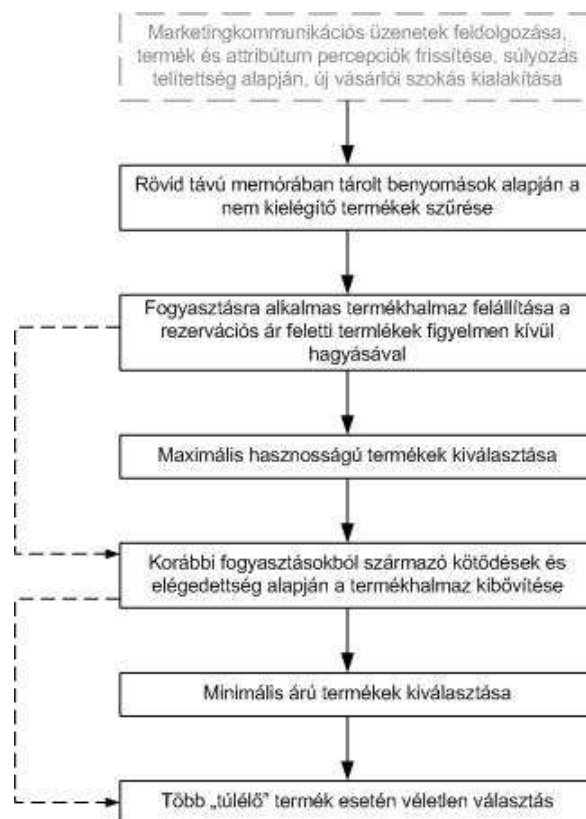 Marketingkommunikációs üzenetek feldolgozása,
termék és attribútum percepciók frissítése, súlyozás
telítettség alapján, új vásárlói szokás kialakítása
Rövid távú memórában tárolt benyomások alapján a
nem kielégítő termékek szűrése
Fogyasztásra alkalmas termékhalmaz felállítása a
rezervációs ár feletti termlékek figyelmen kívül
hagyásával
Maximális hasznosságú termékek kiválasztása
Korábbi fogyasztásokból származó kötődések és
elégedettség alapján a termékhalmaz kibővítése
Minimális árú termékek kiválasztása
Több „túlélő” termék esetén véletlen választás